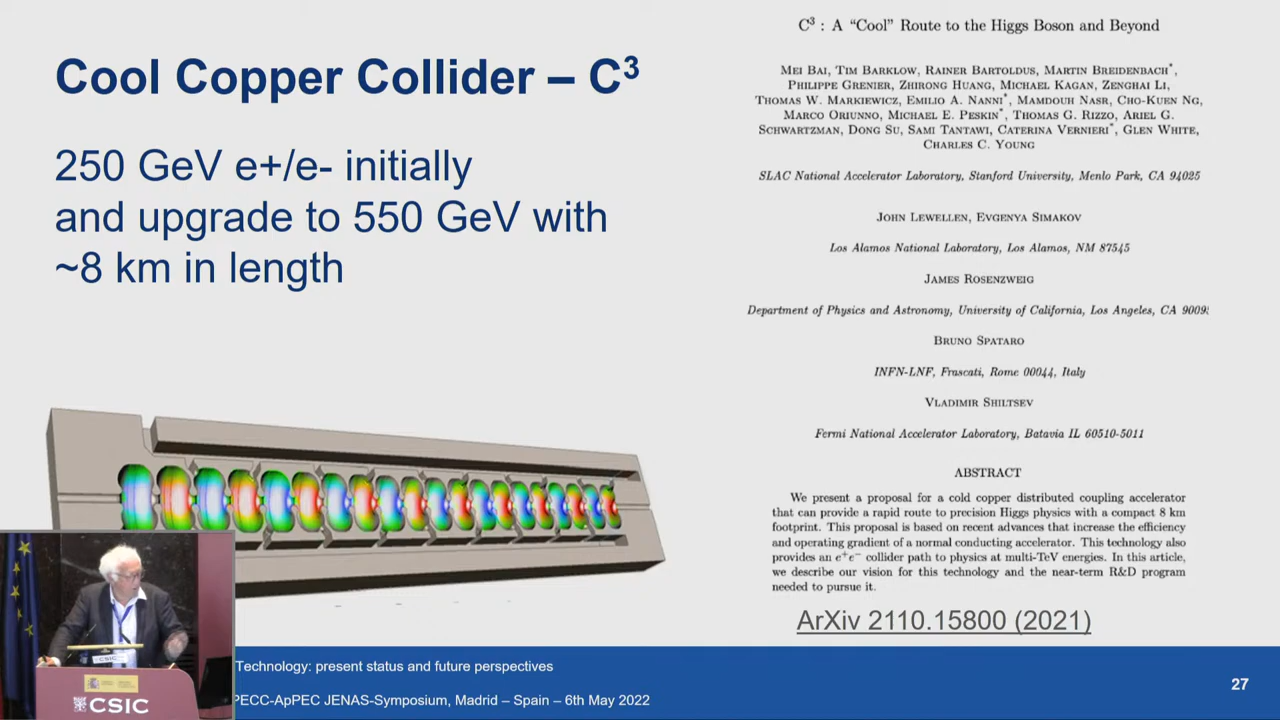 Cool Copper Collider – C³
250 GeV e+/e- initially
and upgrade to 550 GeV with
~8 km in length
C³ : A “Cool” Route to the Higgs Boson and Beyond
Mei Bai, Tim Barklow, Rainer Bartoldus, Martin Breidenbach*,
Philippe Grenier, Zhirong Huang, Michael Kagan, Zenghai Li,
Thomas W. Markiewicz, Emilio A. Nanni*, Mamdouh Nasr, Cho-Kuen Ng,
Marco Oriunno, Michael E. Peskin*, Thomas G. Rizzo, Ariel G.
Schwartzman, Dong Su, Sami Tantawi, Caterina Vernieri*, Glen White,
Charles C. Young
SLAC National Accelerator Laboratory, Stanford University, Menlo Park, CA 94025
John Lewellen, Evgenya Simakov
Los Alamos National Laboratory, Los Alamos, NM 87545
James Rosenzweig
Department of Physics and Astronomy, University of California, Los Angeles, CA 9009
Bruno Spataro
INFN-LNF, Frascati, Rome 00044, Italy
Vladimir Shiltsev
Fermi National Accelerator Laboratory, Batavia IL 60510-5011
ABSTRACT
We present a proposal for a cold copper distributed coupling accelerator
that can provide a rapid route to precision Higgs physics with a compact 8 km
footprint. This proposal is based on recent advances that increase the efficiency
and operating gradient of a normal conducting accelerator. This technology also
provides an e⁺e⁻ collider path to physics at multi-TeV energies. In this article,
we describe our vision for this technology and the near-term R&D program
needed to pursue it.
ArXiv 2110.15800 (2021)
Technology: present status and future perspectives
PECC-ApPEC JENAS-Symposium, Madrid – Spain – 6th May 2022
27
CSIC
CSIC